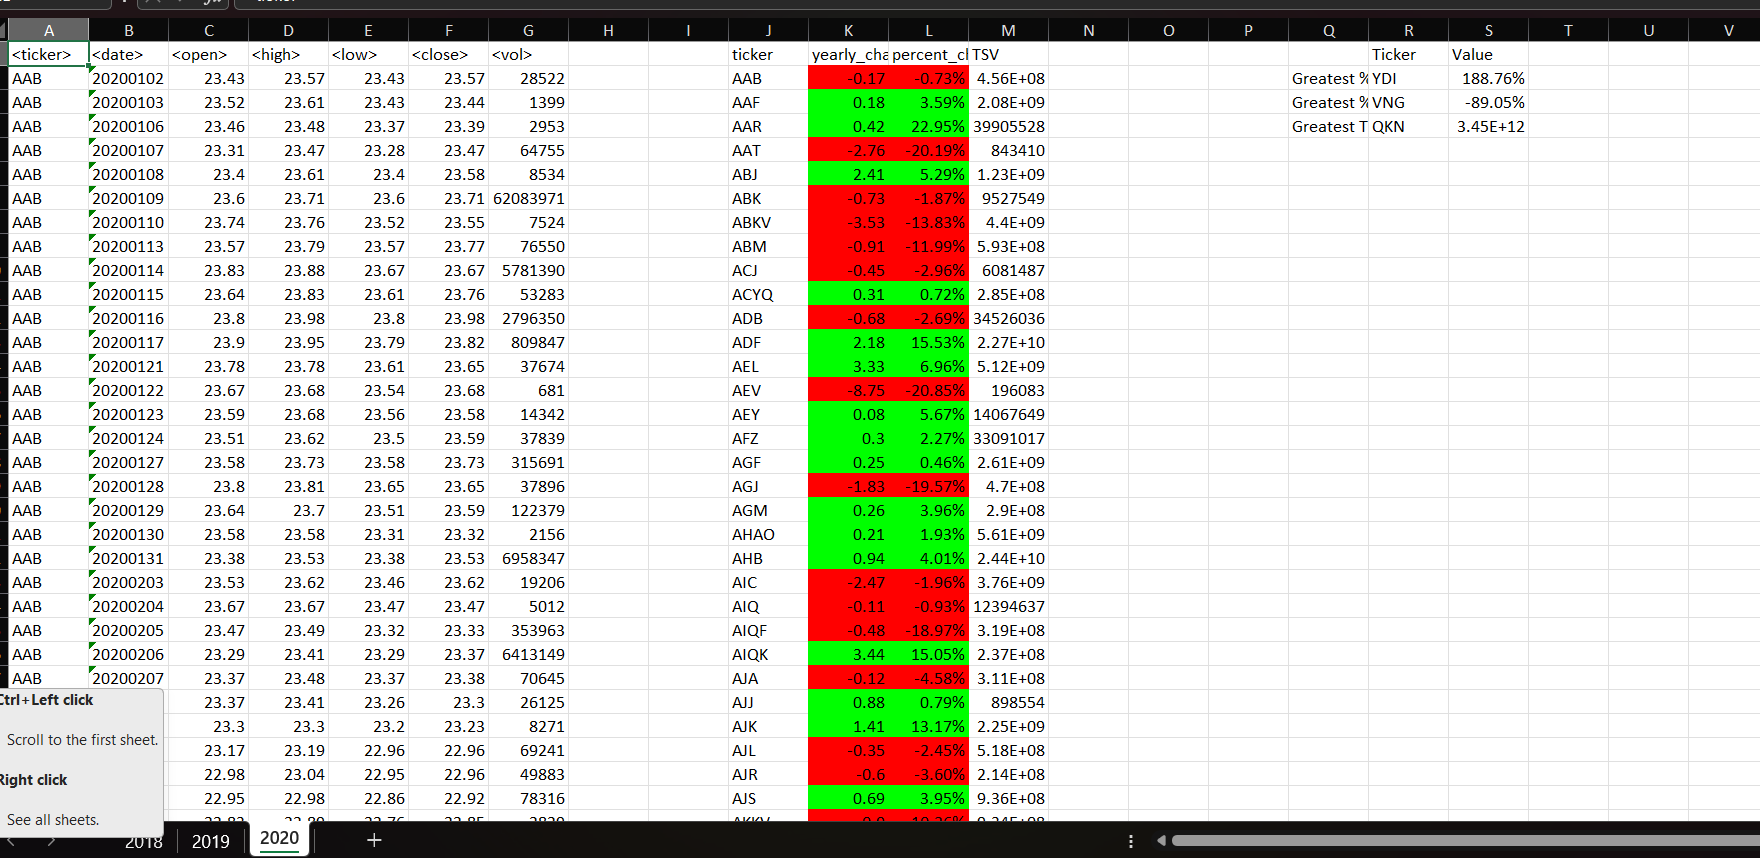 A B C D E F G H I J K L M N O P Q R S T U V
<ticker> <date> <open> <high> <low> <close> <vol> ticker yearly_cha percent_cl TSV Ticker Value
AAB 20200102 23.43 23.57 23.43 23.57 28522 AAB -0.17 -0.73% 4.56E+08 Greatest % YDI 188.76%
AAB 20200103 23.52 23.61 23.43 23.44 1399 AAF 0.18 3.59% 2.08E+09 Greatest % VNG -89.05%
AAB 20200106 23.46 23.48 23.37 23.39 2953 AAR 0.42 22.95% 39905528 Greatest T QKN 3.45E+12
AAB 20200107 23.31 23.47 23.28 23.47 64755 AAT -2.76 -20.19% 843410
AAB 20200108 23.4 23.61 23.4 23.58 8534 ABJ 2.41 5.29% 1.23E+09
AAB 20200109 23.6 23.71 23.6 23.71 62083971 ABK -0.73 -1.87% 9527549
AAB 20200110 23.74 23.76 23.52 23.55 7524 ABKV -3.53 -13.83% 4.4E+09
AAB 20200113 23.57 23.79 23.57 23.77 76550 ABM -0.91 -11.99% 5.93E+08
AAB 20200114 23.83 23.88 23.67 23.67 5781390 ACJ -0.45 -2.96% 6081487
AAB 20200115 23.64 23.83 23.61 23.76 53283 ACYQ 0.31 0.72% 2.85E+08
AAB 20200116 23.8 23.98 23.8 23.98 2796350 ADB -0.68 -2.69% 34526036
AAB 20200117 23.9 23.95 23.79 23.82 809847 ADF 2.18 15.53% 2.27E+10
AAB 20200121 23.78 23.78 23.61 23.65 37674 AEL 3.33 6.96% 5.12E+09
AAB 20200122 23.67 23.68 23.54 23.68 681 AEV -8.75 -20.85% 196083
AAB 20200123 23.59 23.68 23.56 23.58 14342 AEY 0.08 5.67% 14067649
AAB 20200124 23.51 23.62 23.5 23.59 37839 AFZ 0.3 2.27% 33091017
AAB 20200127 23.58 23.73 23.58 23.73 315691 AGF 0.25 0.46% 2.61E+09
AAB 20200128 23.8 23.81 23.65 23.65 37896 AGJ -1.83 -19.57% 4.7E+08
AAB 20200129 23.64 23.7 23.51 23.59 122379 AGM 0.26 3.96% 2.9E+08
AAB 20200130 23.58 23.58 23.31 23.32 2156 AHAO 0.21 1.93% 5.61E+09
AAB 20200131 23.38 23.53 23.38 23.53 6958347 AHB 0.94 4.01% 2.44E+10
AAB 20200203 23.53 23.62 23.46 23.62 19206 AIC -2.47 -1.96% 3.76E+09
AAB 20200204 23.67 23.67 23.47 23.47 5012 AIQ -0.11 -0.93% 12394637
AAB 20200205 23.47 23.49 23.32 23.33 353963 AIQF -0.48 -18.97% 3.19E+08
AAB 20200206 23.29 23.41 23.29 23.37 6413149 AIQK 3.44 15.05% 2.37E+08
AAB 20200207 23.37 23.48 23.37 23.38 70645 AJA -0.12 -4.58% 3.11E+08
Ctrl+Left click 23.37 23.41 23.26 23.3 26125 AJJ 0.88 0.79% 898554
Scroll to the first sheet. 23.3 23.3 23.2 23.23 8271 AJK 1.41 13.17% 2.25E+09
23.17 23.19 22.96 22.96 69241 AJL -0.35 -2.45% 5.18E+08
Right click 22.98 23.04 22.95 22.96 49883 AJR -0.6 -3.60% 2.14E+08
22.95 22.98 22.86 22.92 78316 AJS 0.69 3.95% 9.36E+08
See all sheets.
2018 2019 2020 +